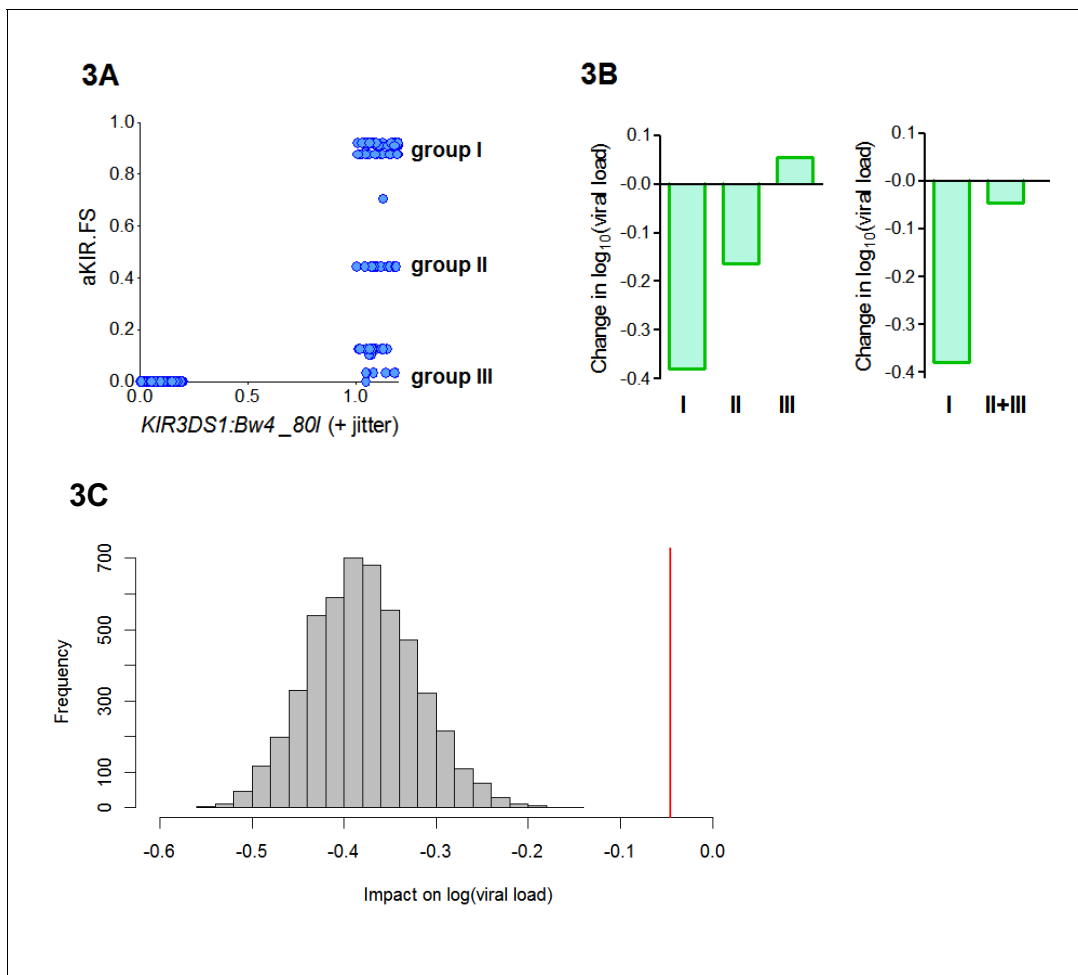 3A
1.0
0.8
0.6
0.4
0.2
0.0
aKIR.FS
group I
group II
group III
0.0 0.5 1.0
KIR3DS1:Bw4_80I (+ jitter)
3B
0.1
-0.0
-0.1
-0.2
-0.3
-0.4
Change in log10(viral load)
I II III
0.1
-0.0
-0.1
-0.2
-0.3
-0.4
Change in log10(viral load)
I II+III
3C
700
500
300
100
0
Frequency
-0.6 -0.5 -0.4 -0.3 -0.2 -0.1 0.0
Impact on log(viral load)